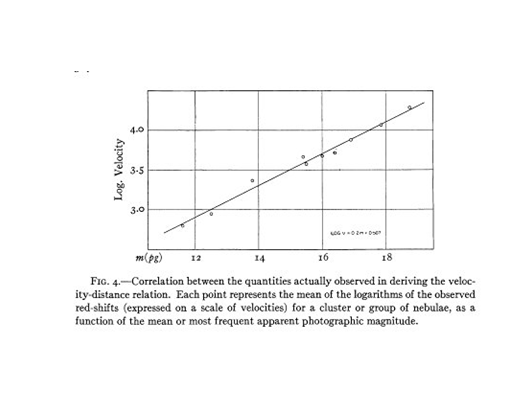 4.0
3.5
3.0
Log. Velocity
LOG V = 0.2m + 0.507
m(pg) 12 14 16 18
FIG. 4.—Correlation between the quantities actually observed in deriving the veloc-
ity-distance relation. Each point represents the mean of the logarithms of the observed
red-shifts (expressed on a scale of velocities) for a cluster or group of nebulae, as a
function of the mean or most frequent apparent photographic magnitude.